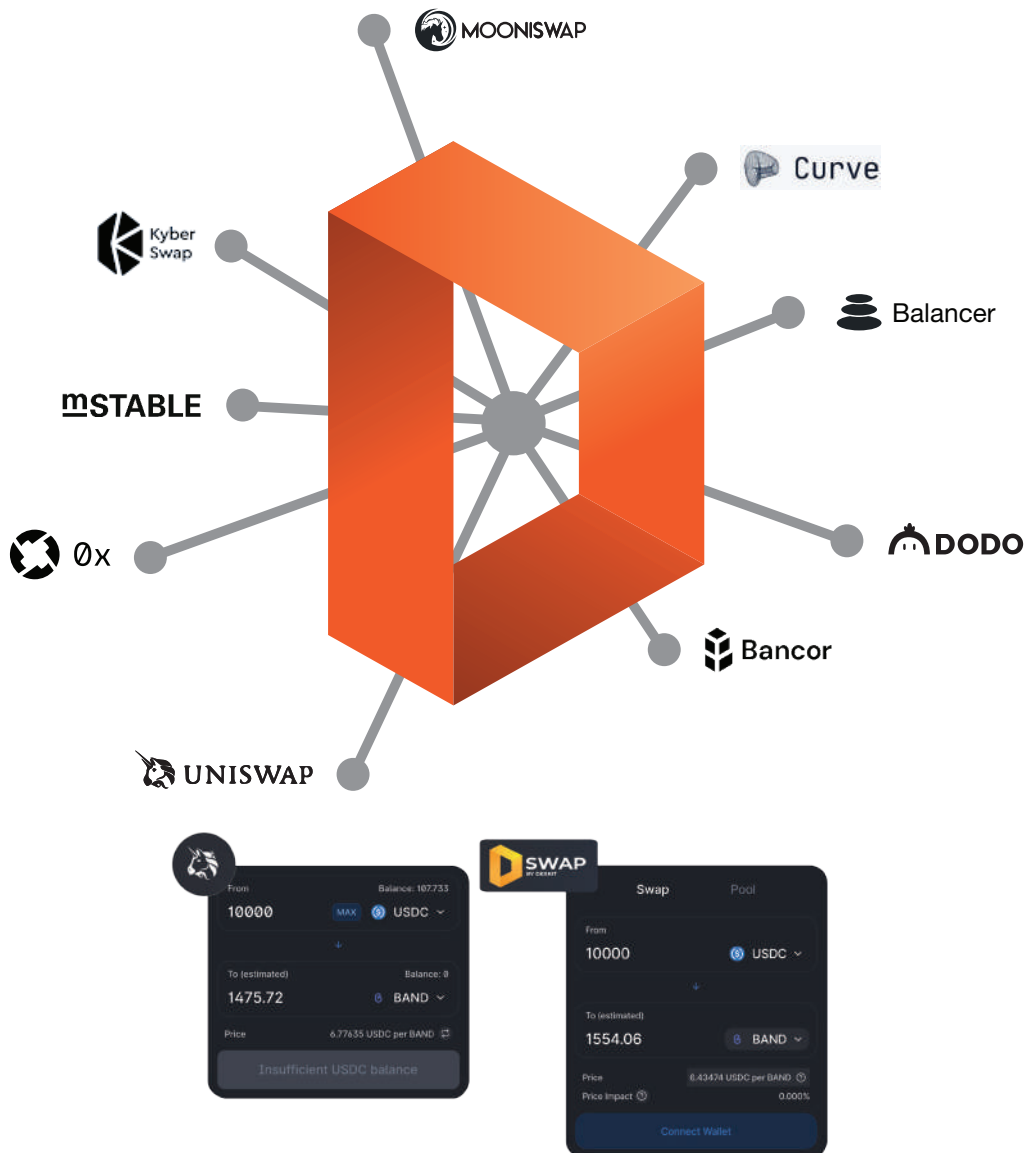 MOONISWAP
Curve
Kyber
Swap
Balancer
mSTABLE
0x
DODO
Bancor
UNISWAP
From
Balance: 107.733
10000
MAX
USDC
To (estimated)
Balance: 0
1475.72
BAND
Price
6.77635 USDC per BAND
Insufficient USDC balance
SWAP
BY DEXKIT
Swap
Pool
From
10000
USDC
To (estimated)
1554.06
BAND
Price
6.43474 USDC per BAND
Price Impact
0.000%
Connect Wallet